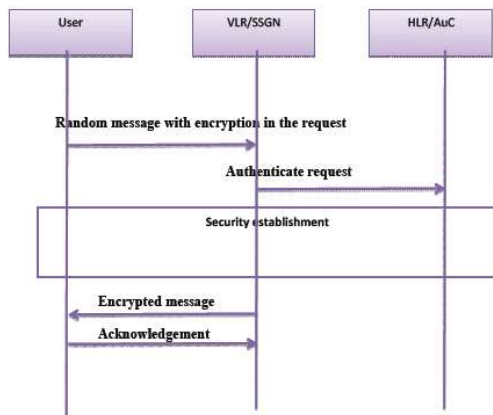 User
VLR/SSGN
HLR/AuC
Random message with encryption in the request
Authenticate request
Security establishment
Encrypted message
Acknowledgement